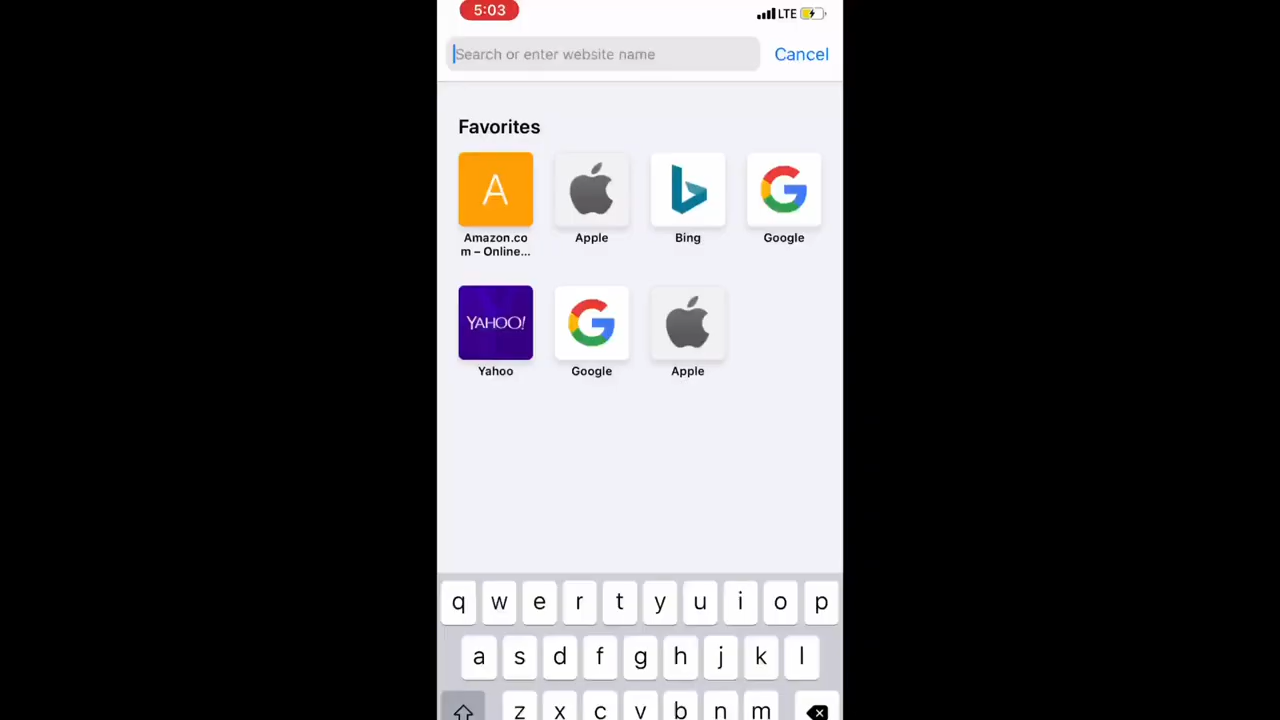 5:03
LTE
Search or enter website name
Cancel
Favorites
A
Amazon.co
m – Online...
Apple
Bing
Google
YAHOO!
Yahoo
Google
Apple
q w e r t y u i o p
a s d f g h j k l
z x c v b n m